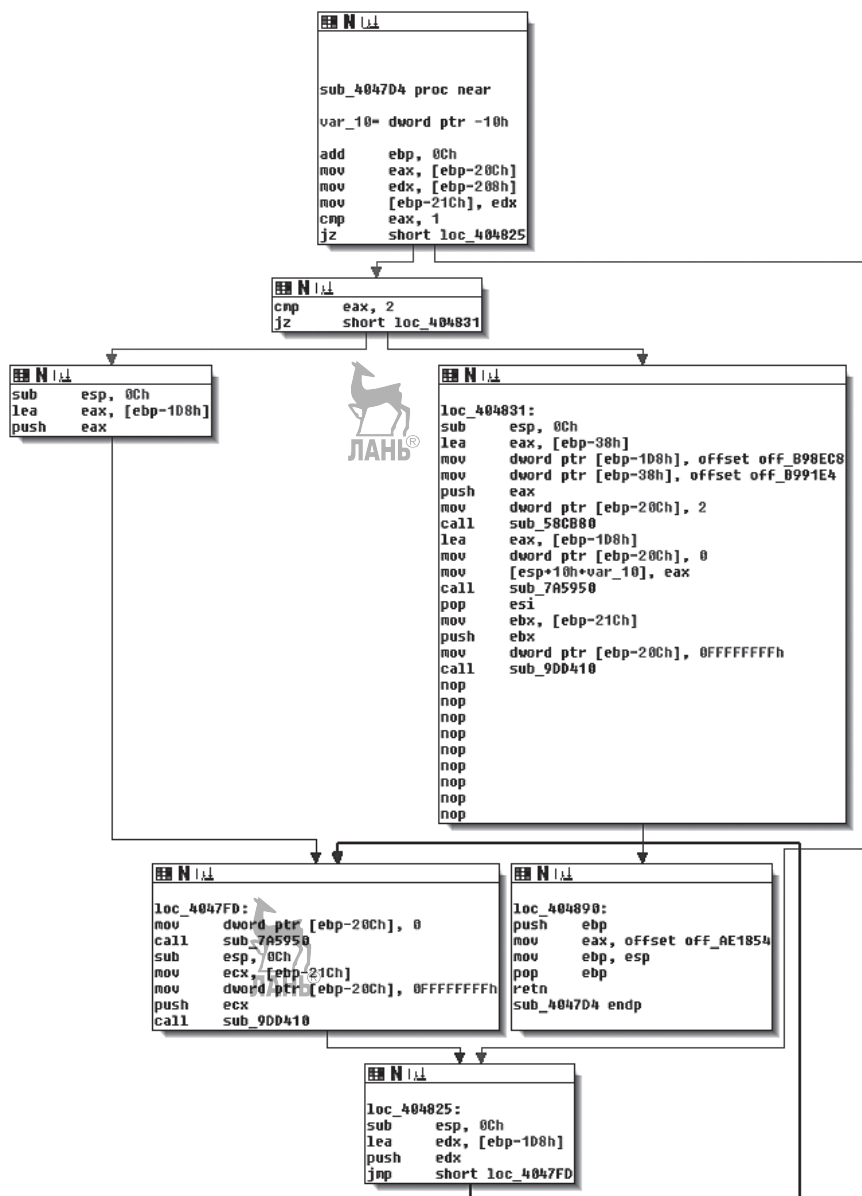 sub_4047D4 proc near
var_10= dword ptr -10h
add ebp, 0Ch
mov eax, [ebp-20Ch]
mov edx, [ebp-208h]
mov [ebp-21Ch], edx
cmp eax, 1
jz short loc_404825
cmp eax, 2
jz short loc_404831
sub esp, 0Ch
lea eax, [ebp-1D8h]
push eax
loc_404831:
sub esp, 0Ch
lea eax, [ebp-38h]
mov dword ptr [ebp-1D8h], offset off_B98EC8
mov dword ptr [ebp-38h], offset off_B991E4
push eax
mov dword ptr [ebp-20Ch], 2
call sub_58CB80
lea eax, [ebp-1D8h]
mov dword ptr [ebp-20Ch], 0
mov [esp+10h+var_10], eax
call sub_7A5950
pop esi
mov ebx, [ebp-21Ch]
push ebx
mov dword ptr [ebp-20Ch], 0FFFFFFFFh
call sub_9DD410
nop
nop
nop
nop
nop
nop
nop
nop
nop
ЛАНЬ®
loc_4047FD:
mov dword ptr [ebp-20Ch], 0
call sub_7A5950
sub esp, 0Ch
mov ecx, [ebp-21Ch]
mov dword ptr [ebp-20Ch], 0FFFFFFFFh
push ecx
call sub_9DD410
ЛАНЬ
loc_404890:
push ebp
mov eax, offset off_AE1854
mov ebp, esp
pop ebp
retn
sub_4047D4 endp
loc_404825:
sub esp, 0Ch
lea edx, [ebp-1D8h]
push edx
jmp short loc_4047FD